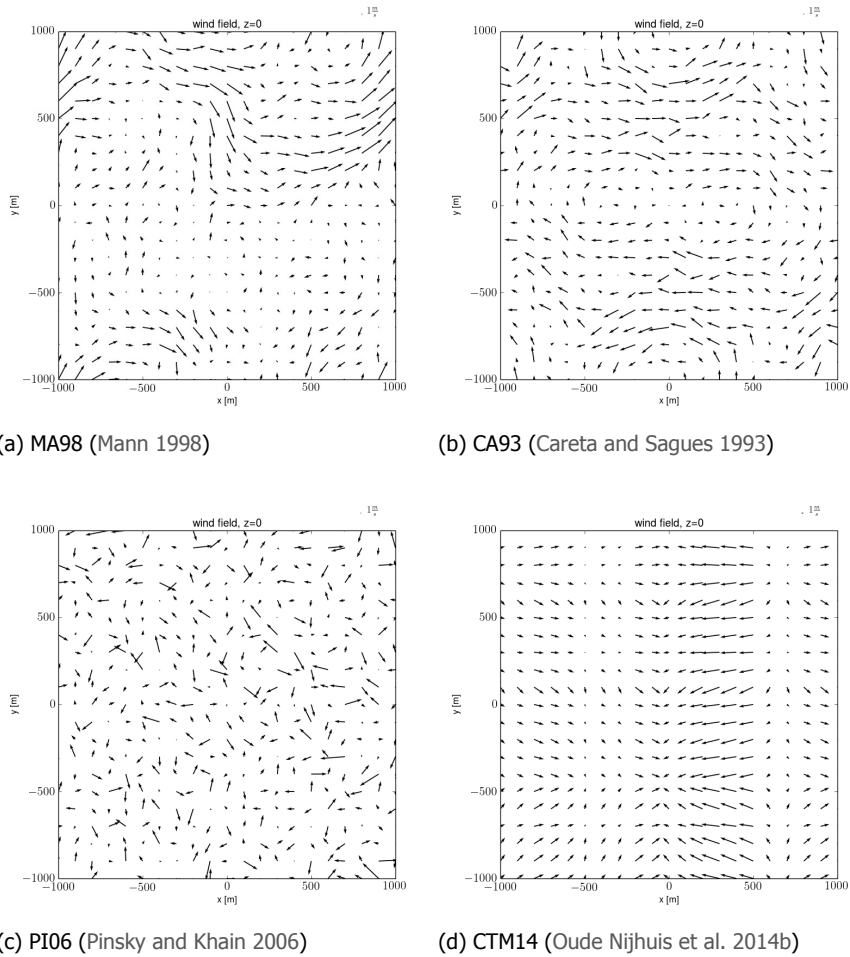 . 1 m/s
wind field, z=0
1000
500
0
−500
−1000
y [m]
−1000
−500
0
500
1000
x [m]
(a) MA98 (Mann 1998)
. 1 m/s
wind field, z=0
1000
500
0
−500
−1000
y [m]
−1000
−500
0
500
1000
x [m]
(b) CA93 (Careta and Sagues 1993)
. 1 m/s
wind field, z=0
1000
500
0
−500
−1000
y [m]
−1000
−500
0
500
1000
x [m]
(c) PI06 (Pinsky and Khain 2006)
. 1 m/s
wind field, z=0
1000
500
0
−500
−1000
y [m]
−1000
−500
0
500
1000
x [m]
(d) CTM14 (Oude Nijhuis et al. 2014b)